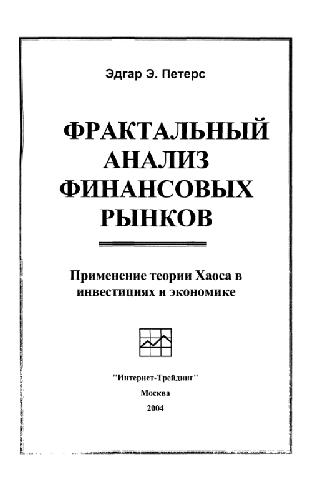 Эдгар Э. Петерс
ФРАКТАЛЬНЫЙ
АНАЛИЗ
ФИНАНСОВЫХ
РЫНКОВ
Применение теории Хаоса в
инвестициях и экономике
"Интернет-Трейдинг"
Москва
2004